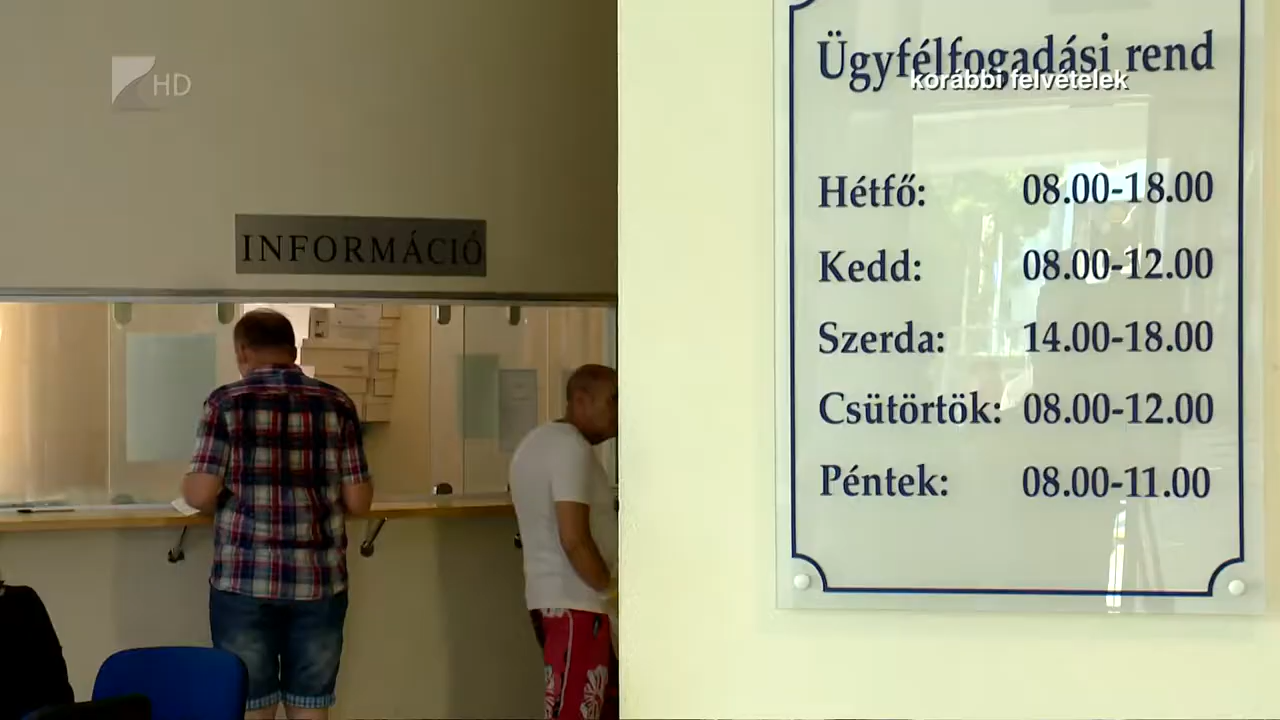 HD
INFORMÁCIÓ
Ügyfélfogadási rend
korábbi felvételek
Hétfő: 08.00-18.00
Kedd: 08.00-12.00
Szerda: 14.00-18.00
Csütörtök: 08.00-12.00
Péntek: 08.00-11.00